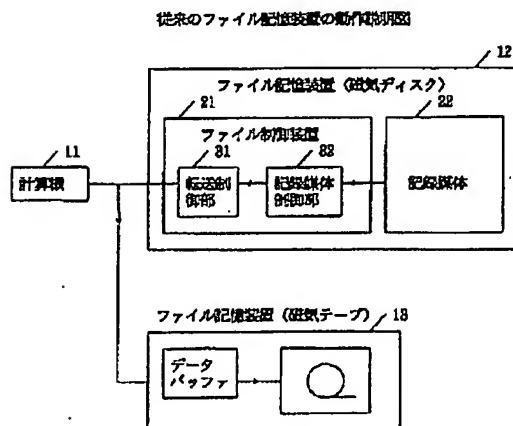 従来のファイル記憶装置の動作説明図
12
ファイル記憶装置(磁気ディスク)
21
22
ファイル制御装置
11
31
32
計算機
転送制
御部
記録媒体
制御部
記録媒体
ファイル記憶装置(磁気テープ)
13
データ
バッファ